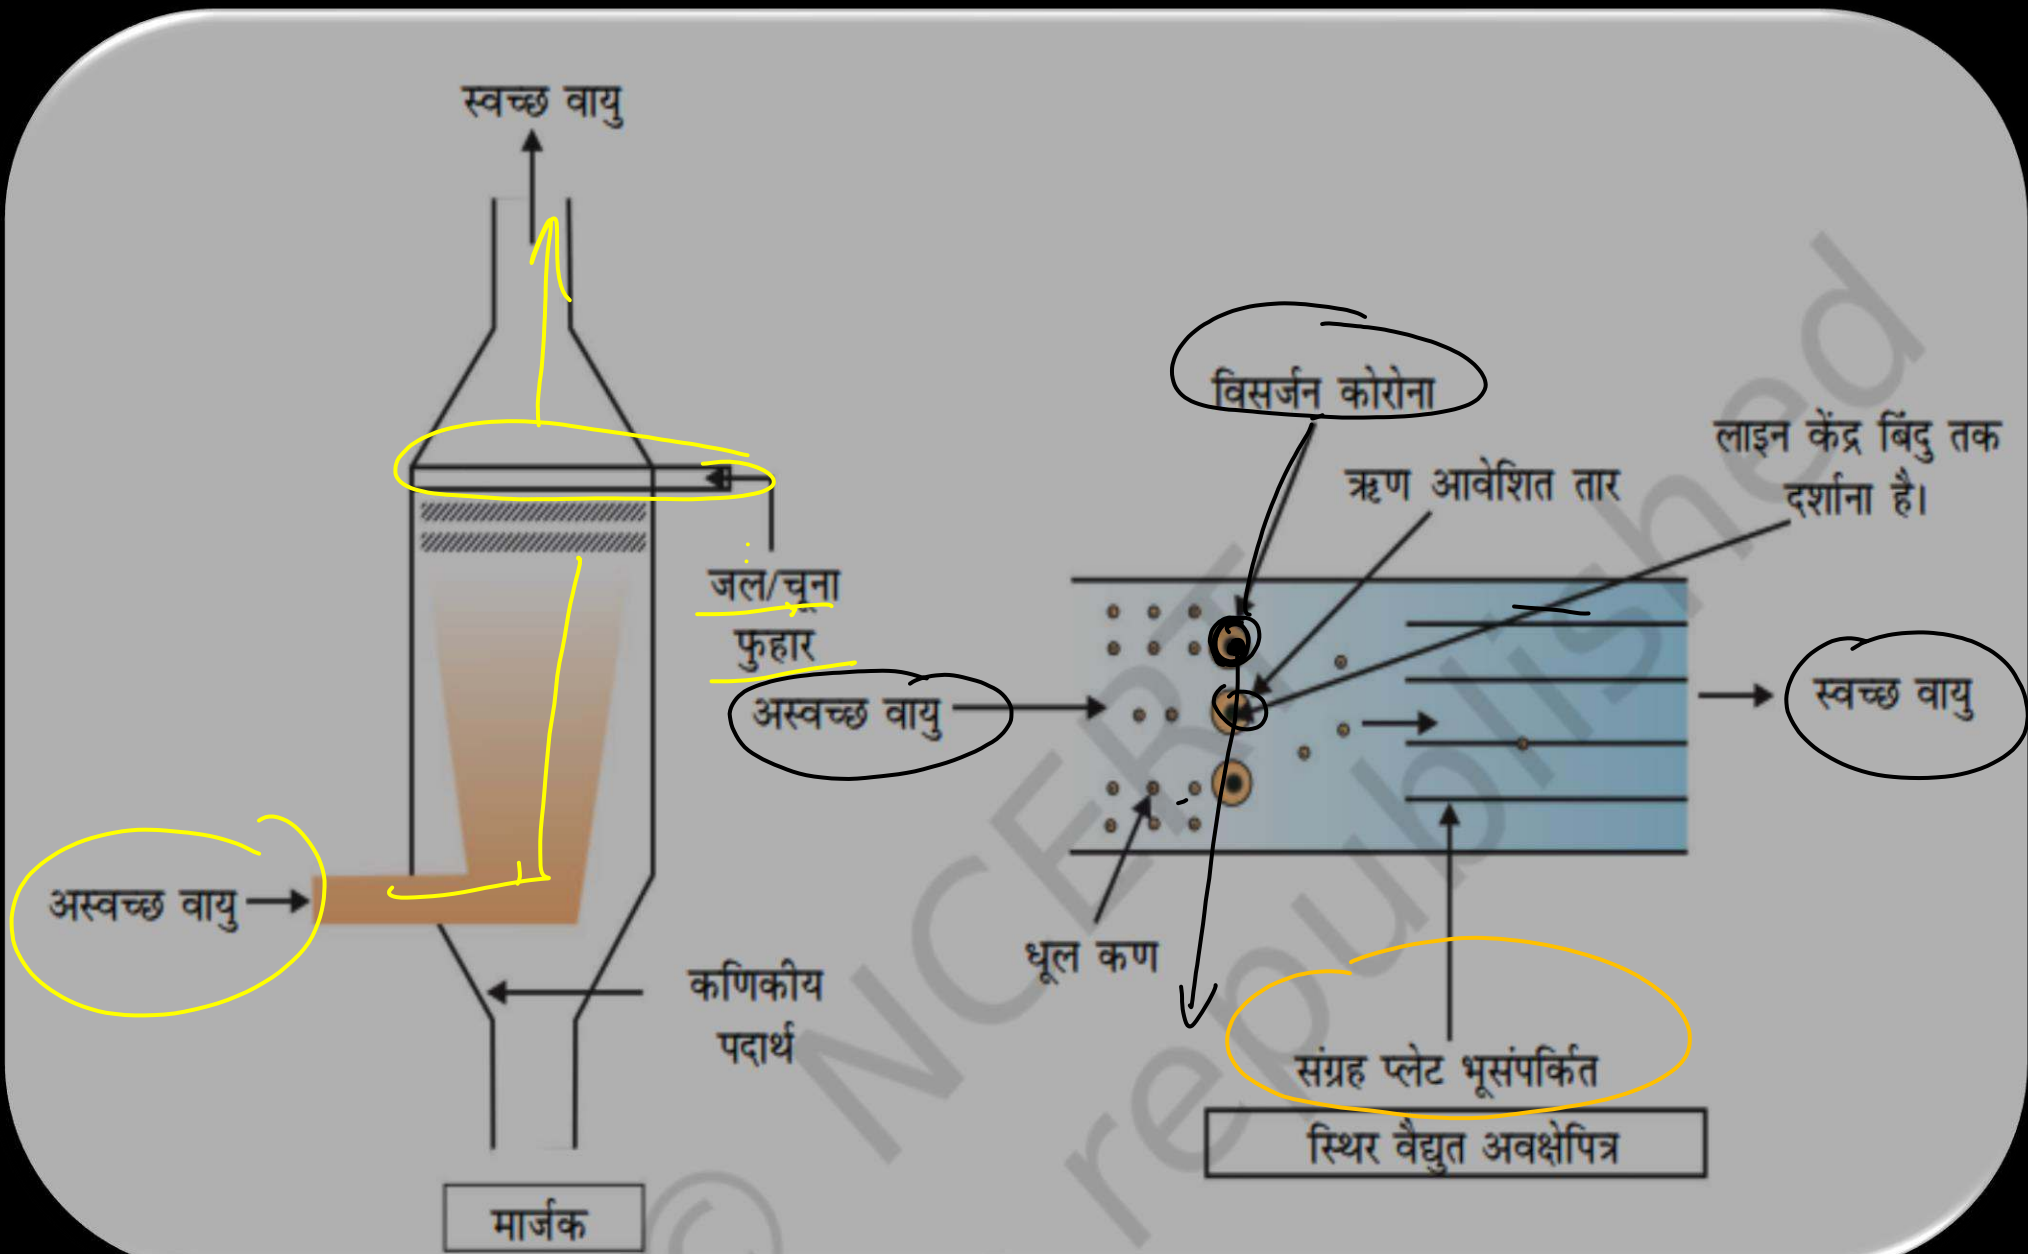 स्वच्छ वायु
जल/चूना
फुहार
अस्वच्छ वायु
कणिकीय
पदार्थ
मार्जक
विसर्जन कोरोना
ऋण आवेशित तार
लाइन केंद्र बिंदु तक
दर्शाना है।
अस्वच्छ वायु
स्वच्छ वायु
धूल कण
संग्रह प्लेट भूसंपर्कित
स्थिर वैद्युत अवक्षेपित्र
© NCERT
republished